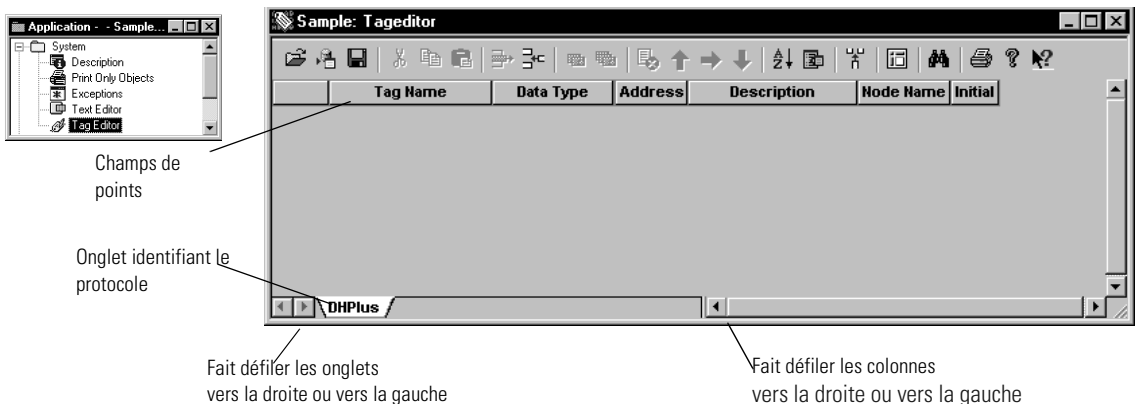 Application - - Sample...
System
Description
Print Only Objects
Exceptions
Text Editor
Tag Editor
Sample: Tageditor
Tag Name Data Type Address Description Node Name Initial
Champs de
points
Onglet identifiant le
protocole
DHPlus
Fait défiler les onglets
vers la droite ou vers la gauche
Fait défiler les colonnes
vers la droite ou vers la gauche